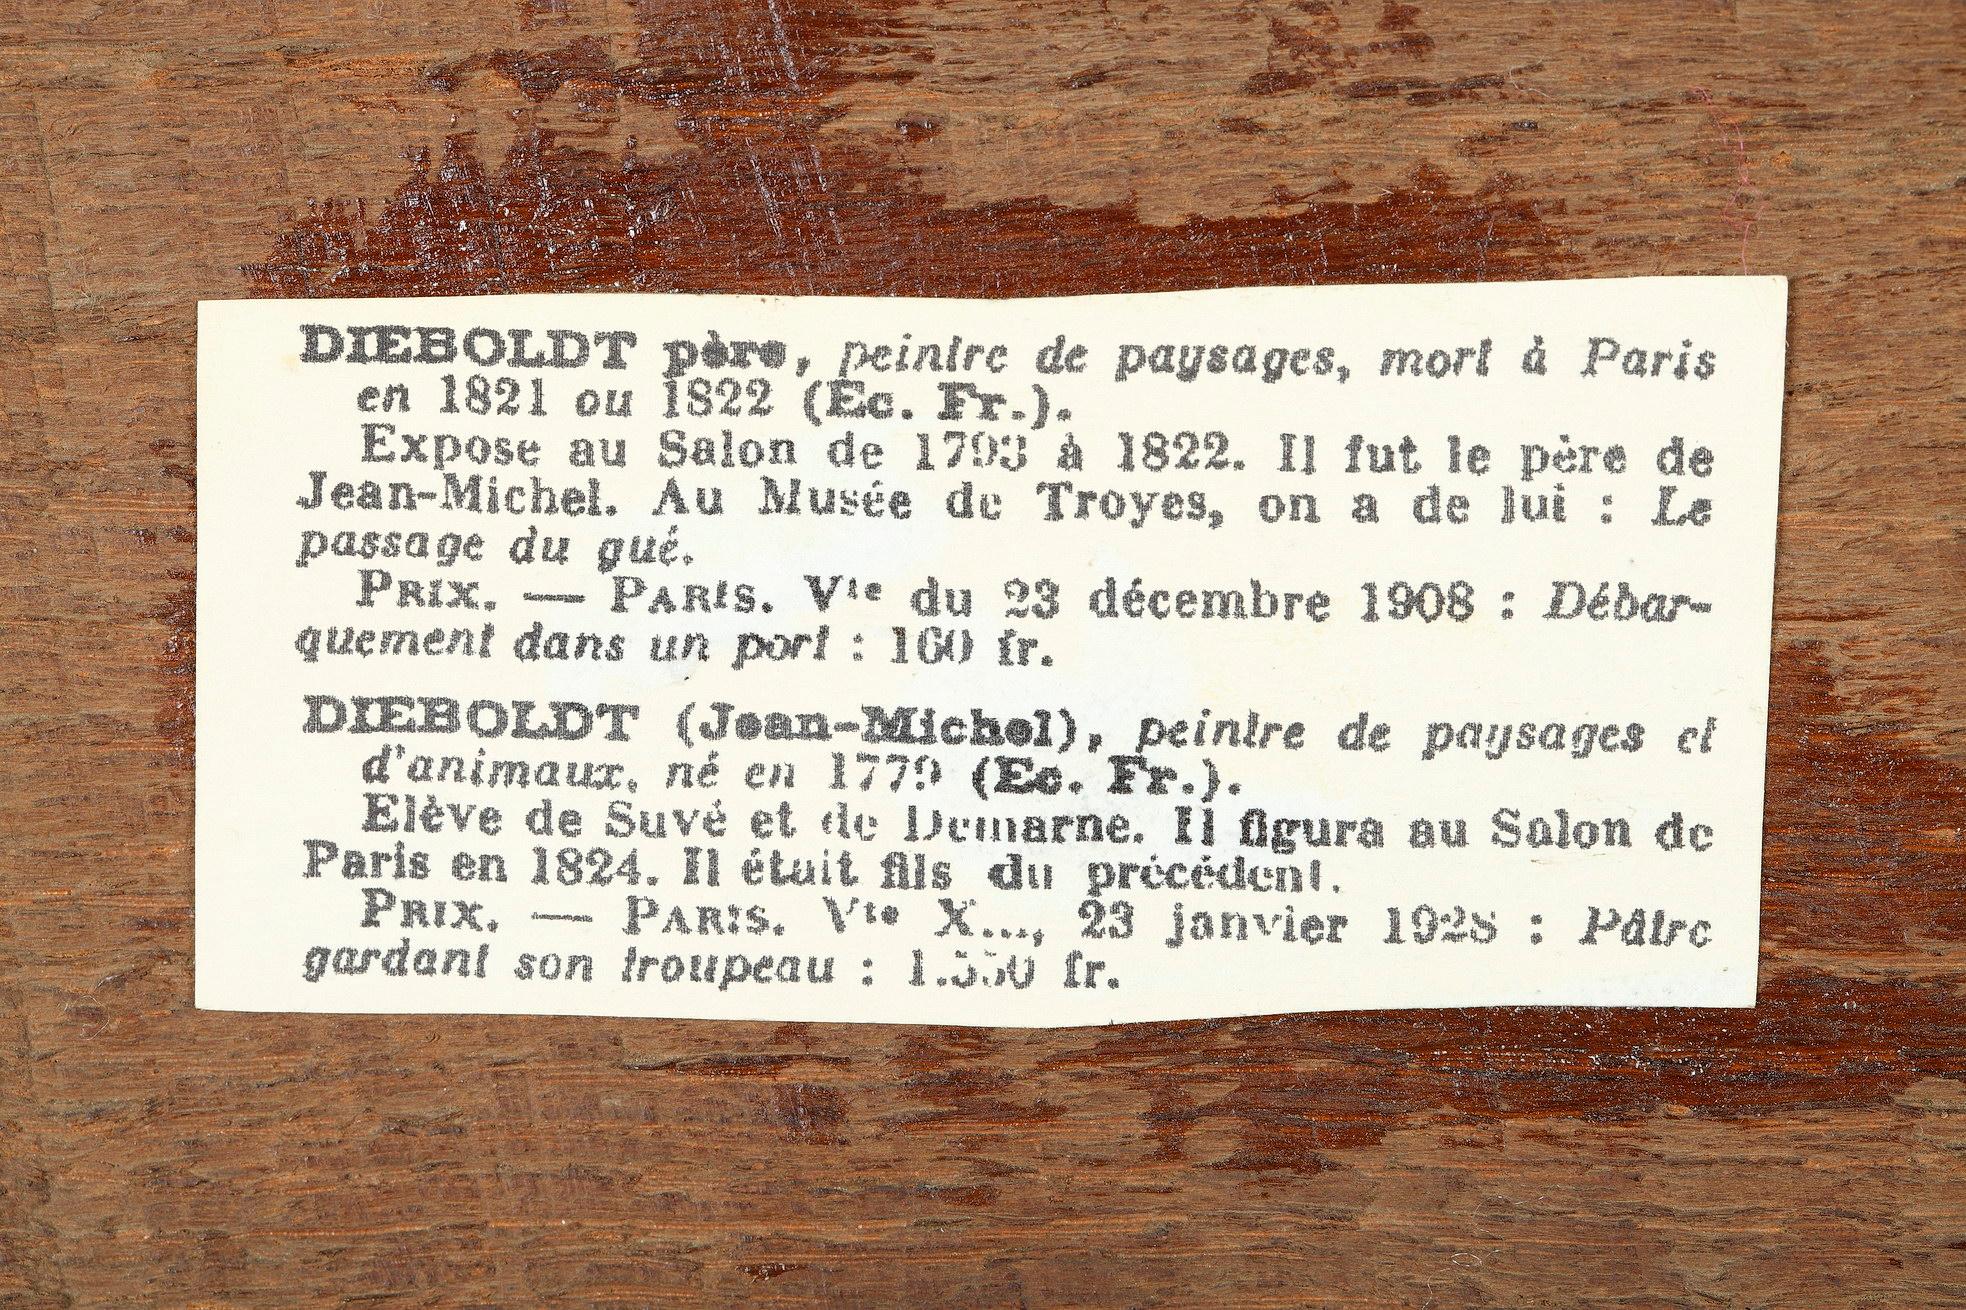 DIEBOLDT père, peintre de paysages, mort à Paris
en 1821 ou 1822 (Ec. Fr.).
Expose au Salon de 1793 à 1822. Il fut le père de
Jean-Michel. Au Musée de Troyes, on a de lui : Le
passage du gué.
PRIX. — PARIS. Vte du 23 décembre 1908 : Débar-
quement dans un port : 160 fr.
DIEBOLDT (Jean-Michel), peintre de paysages et
d'animaux, né en 1779 (Ec. Fr.).
Elève de Suvé et de Demarne. Il figura au Salon de
Paris en 1824. Il était fils du précédent.
PRIX. — PARIS. Vte X..., 23 janvier 1928 : Pâtre
gardant son troupeau : fr.